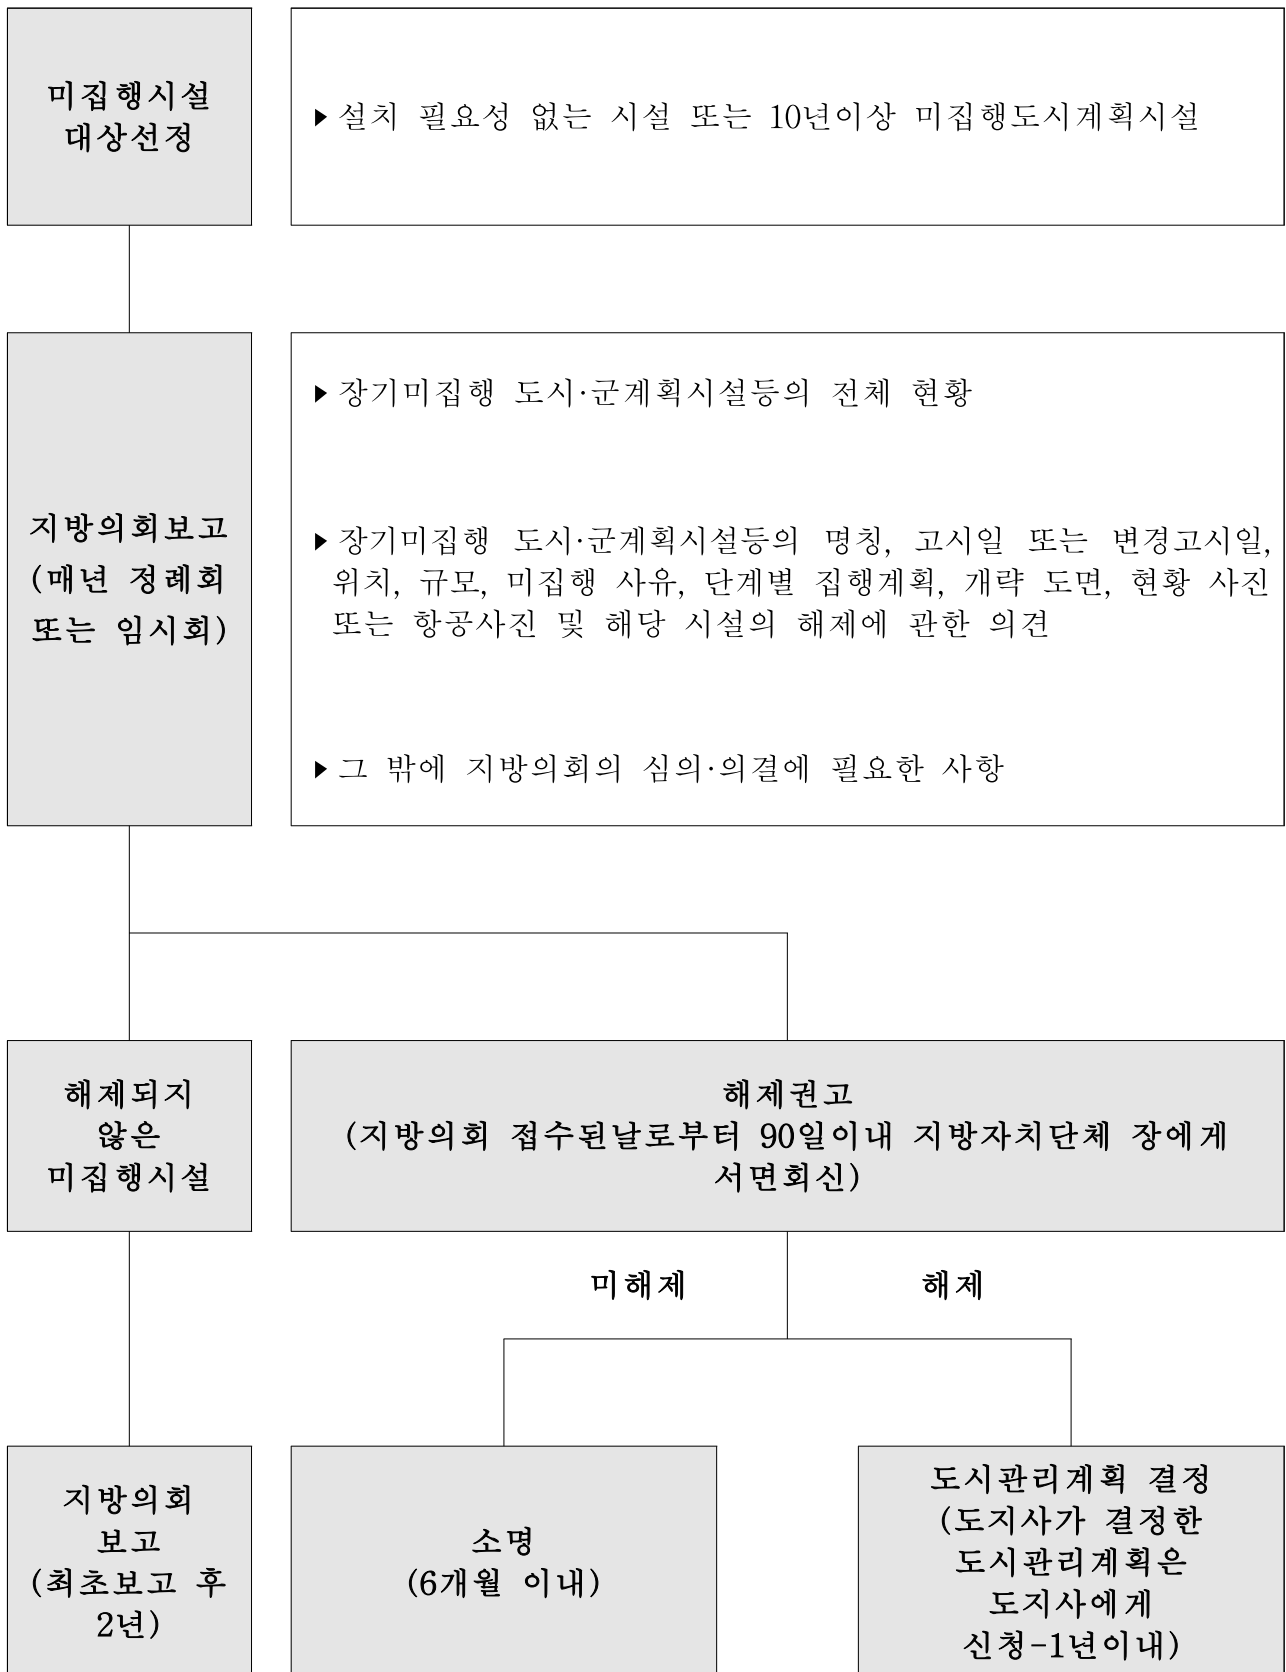 미집행시설
대상선정
▶ 설치 필요성 없는 시설 또는 10년이상 미집행도시계획시설
지방의회보고
(매년 정례회
또는 임시회)
▶ 장기미집행 도시·군계획시설등의 전체 현황
▶ 장기미집행 도시·군계획시설등의 명칭, 고시일 또는 변경고시일,
위치, 규모, 미집행 사유, 단계별 집행계획, 개략 도면, 현황 사진
또는 항공사진 및 해당 시설의 해제에 관한 의견
▶ 그 밖에 지방의회의 심의·의결에 필요한 사항
해제되지
않은
미집행시설
해제권고
(지방의회 접수된날로부터 90일이내 지방자치단체 장에게
서면회신)
미해제
해제
지방의회
보고
(최초보고 후
2년)
소명
(6개월 이내)
도시관리계획 결정
(도지사가 결정한
도시관리계획은
도지사에게
신청-1년이내)